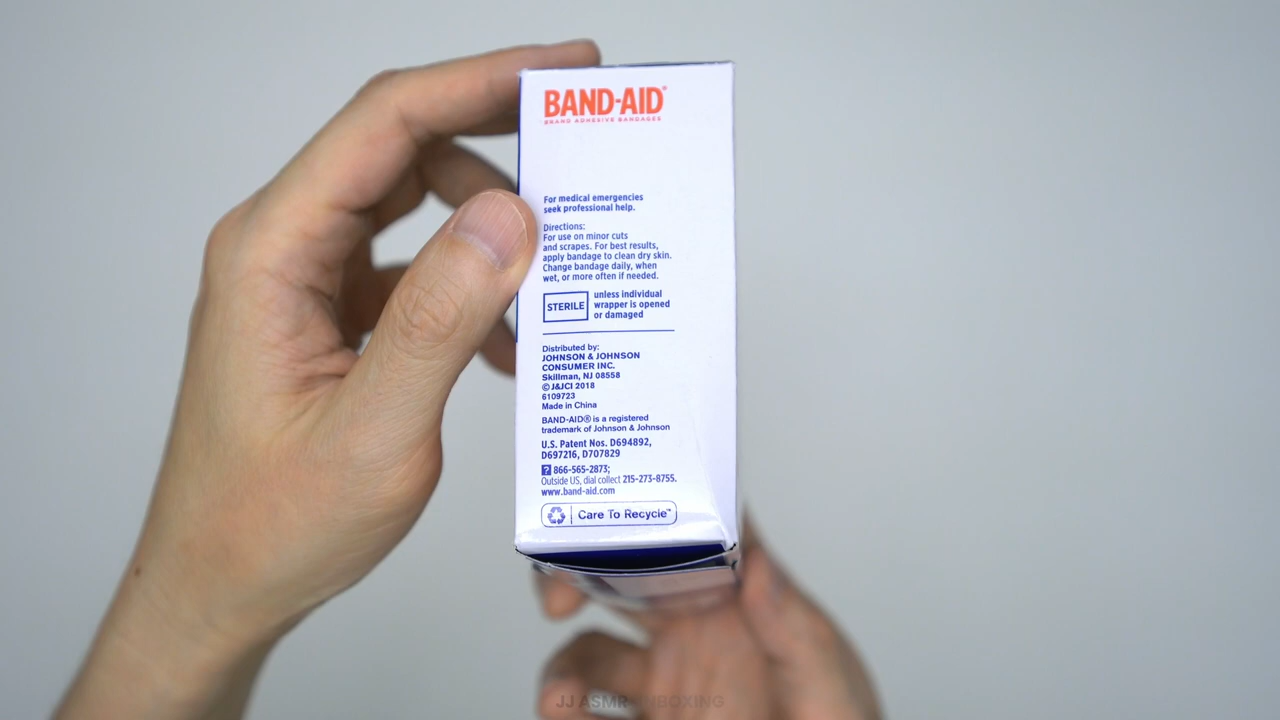 BAND-AID®
BRAND ADHESIVE BANDAGES
For medical emergencies
seek professional help.
Directions:
For use on minor cuts
and scrapes. For best results,
apply bandage to clean dry skin.
Change bandage daily, when
wet, or more often if needed.
STERILE
unless individual
wrapper is opened
or damaged
Distributed by:
JOHNSON & JOHNSON
CONSUMER INC.
Skillman, NJ 08558
© J&JCI 2018
6109723
Made in China
BAND-AID® is a registered
trademark of Johnson & Johnson
U.S. Patent Nos. D694892,
D697216, D707829
? 866-565-2873;
Outside US, dial collect 215-273-8755.
www.band-aid.com
Care To Recycle™
JJ ASMR UNBOXING